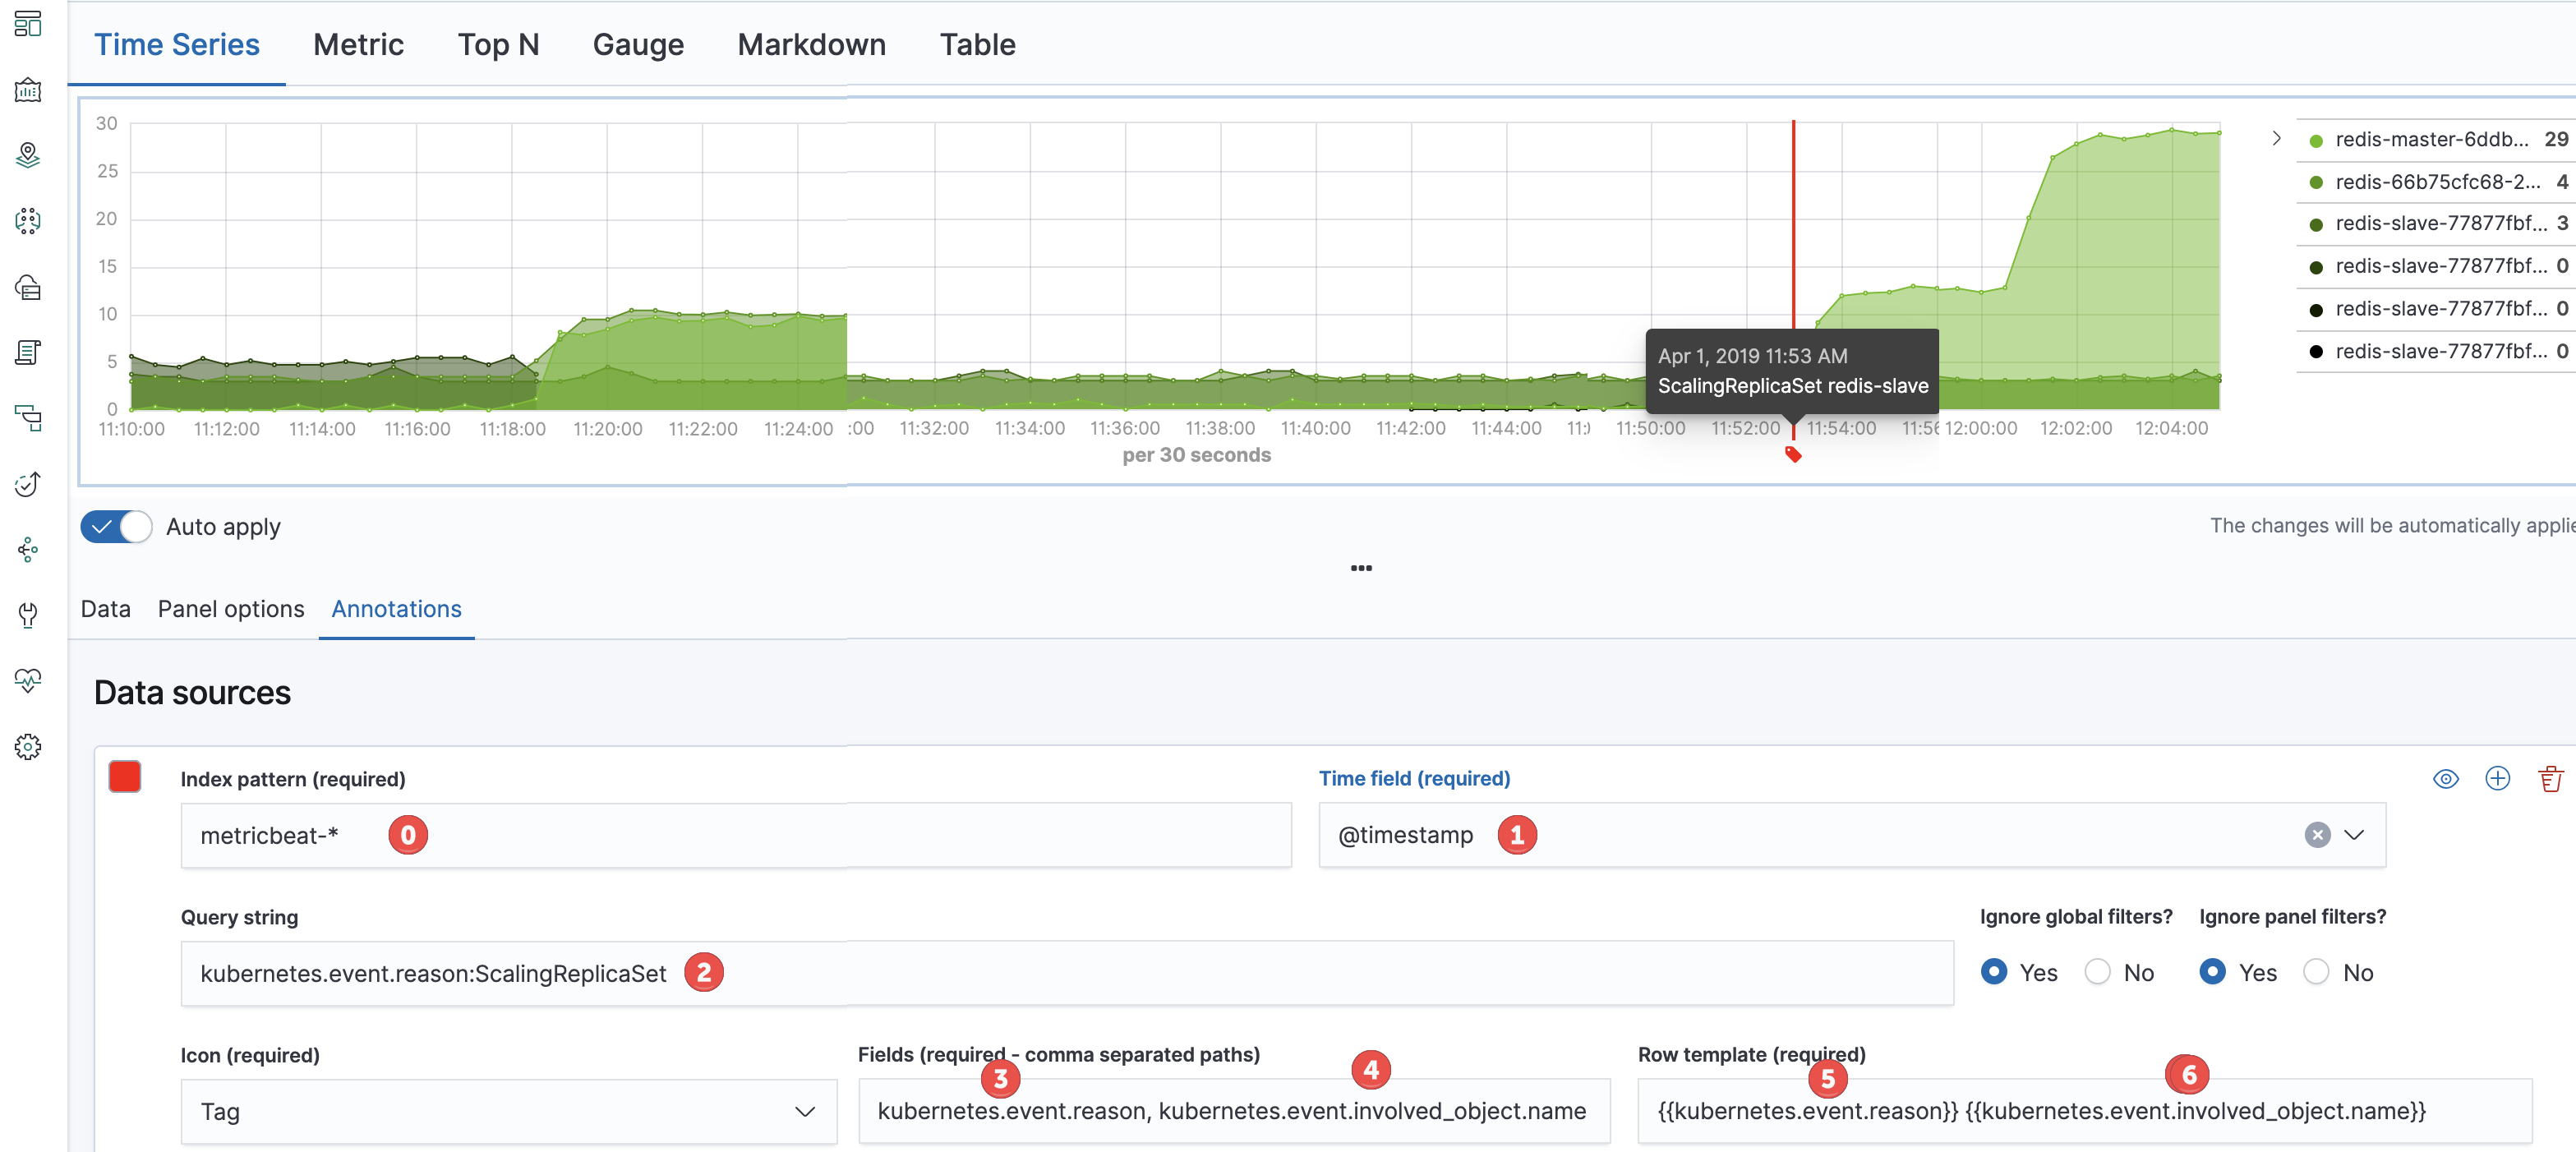 Time Series Metric Top N Gauge Markdown Table
30
25
20
15
10
5
0
11:10:00 11:12:00 11:14:00 11:16:00 11:18:00 11:20:00 11:22:00 11:24:00 :00 11:32:00 11:34:00 11:36:00 11:38:00 11:40:00 11:42:00 11:44:00 11: 11:50:00 11:52:00 11:54:00 11:56 12:00:00 12:02:00 12:04:00
per 30 seconds
Apr 1, 2019 11:53 AM
ScalingReplicaSet redis-slave
redis-master-6ddb... 29
redis-66b75cfc68-2... 4
redis-slave-77877fbf... 3
redis-slave-77877fbf... 0
redis-slave-77877fbf... 0
redis-slave-77877fbf... 0
Auto apply
The changes will be automatically applie
Data Panel options Annotations
Data sources
Index pattern (required) Time field (required)
metricbeat-* 0 @timestamp 1
Query string Ignore global filters? Ignore panel filters?
kubernetes.event.reason:ScalingReplicaSet 2 Yes No Yes No
Icon (required) Fields (required - comma separated paths) Row template (required)
3 4 5 6
Tag kubernetes.event.reason, kubernetes.event.involved_object.name {{kubernetes.event.reason}} {{kubernetes.event.involved_object.name}}